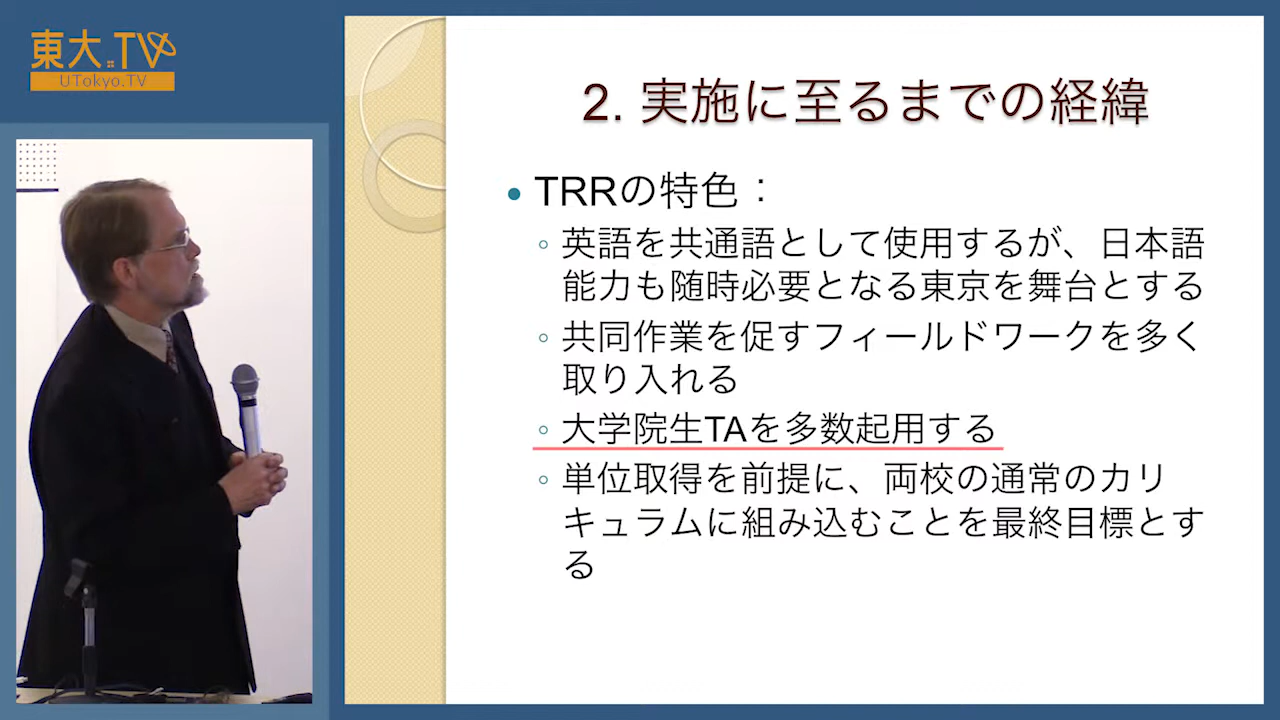 東大.TV
UTokyo.TV
2. 実施に至るまでの経緯
• TRRの特色：
◦ 英語を共通語として使用するが、日本語
能力も随時必要となる東京を舞台とする
◦ 共同作業を促すフィールドワークを多く
取り入れる
◦ 大学院生TAを多数起用する
◦ 単位取得を前提に、両校の通常のカリ
キュラムに組み込むことを最終目標とす
る